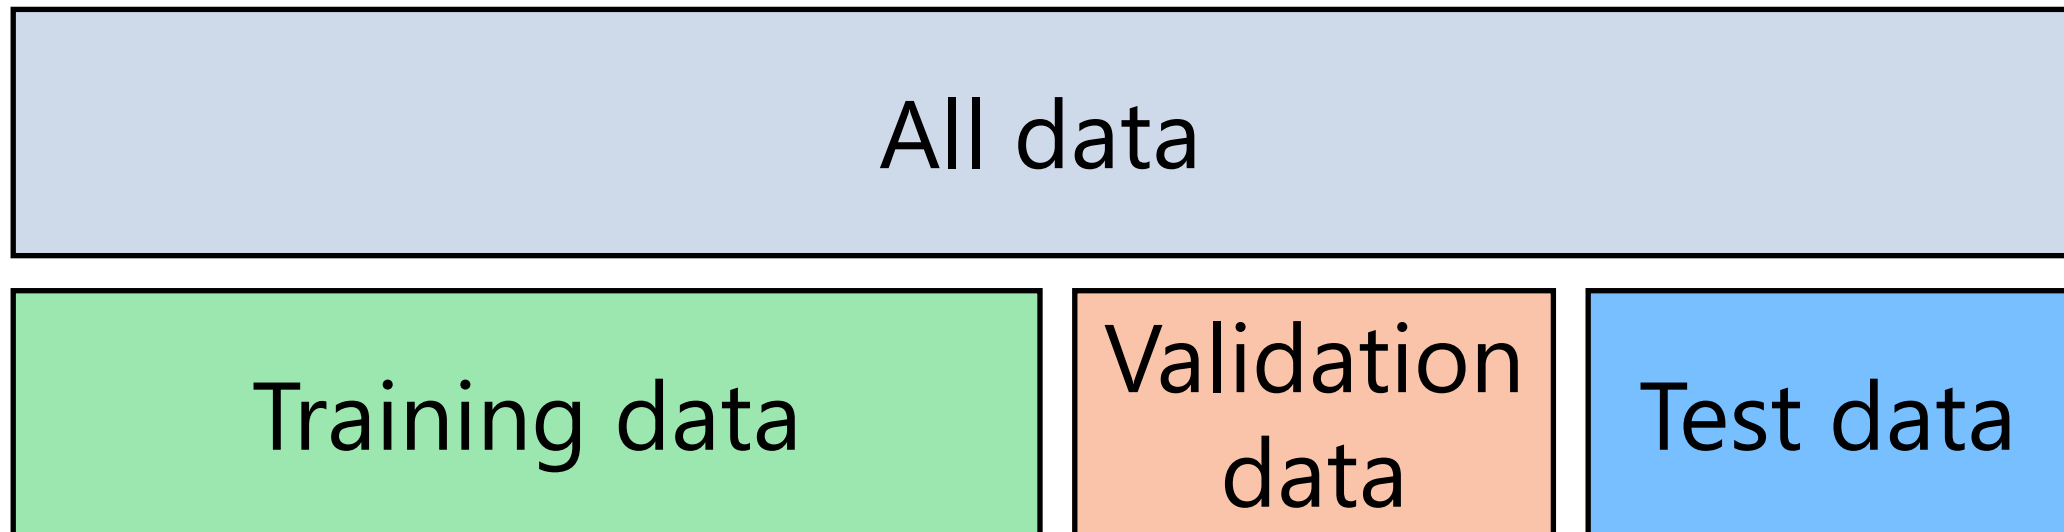 All data
Training data
Validation
data
Test data